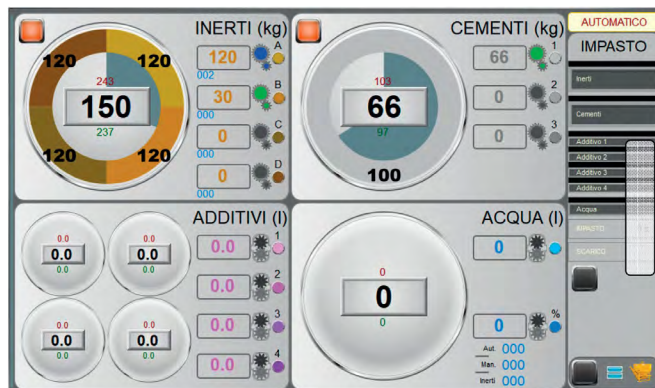 INERTI (kg)
120
120
243
150
237
120
120
120
A
002
30
B
000
0
C
000
0
D
000
CEMENTI (kg)
103
66
97
100
66
1
0
2
0
3
ADDITIVI (l)
0.0
0.0
0.0
0.0
0.0
0.0
0.0
0.0
0.0
0.0
0.0
0.0
0.0
1
0.0
2
0.0
3
0.0
4
ACQUA (l)
0
0
0
0
1
0
%
Aut. 000
Man. 000
Inerti 000
AUTOMATICO
IMPASTO
Inerti
Cementi
Additivo 1
Additivo 2
Additivo 3
Additivo 4
Acqua
IMPASTO
SCARICO